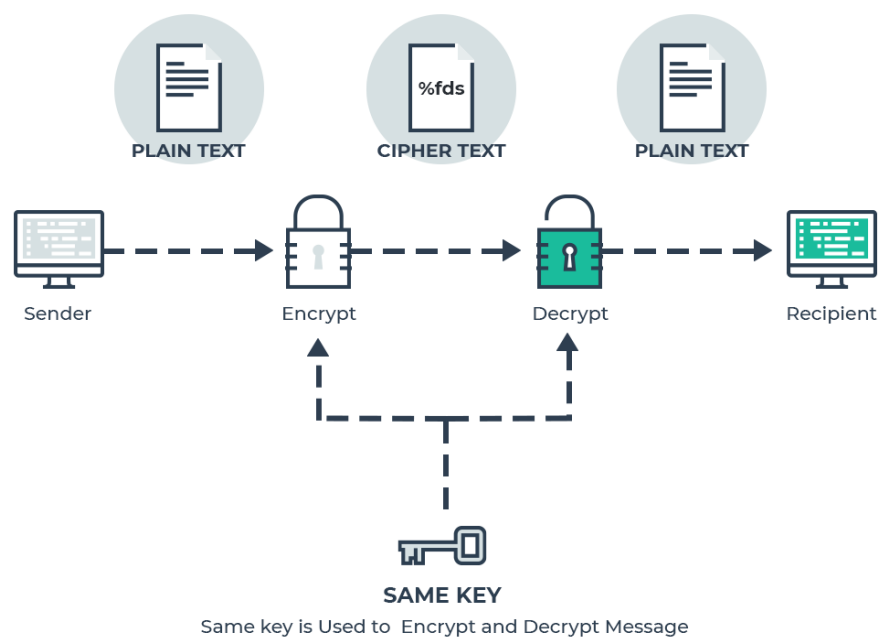 %fds
PLAIN TEXT
CIPHER TEXT
PLAIN TEXT
Sender
Encrypt
Decrypt
Recipient
SAME KEY
Same key is Used to Encrypt and Decrypt Message